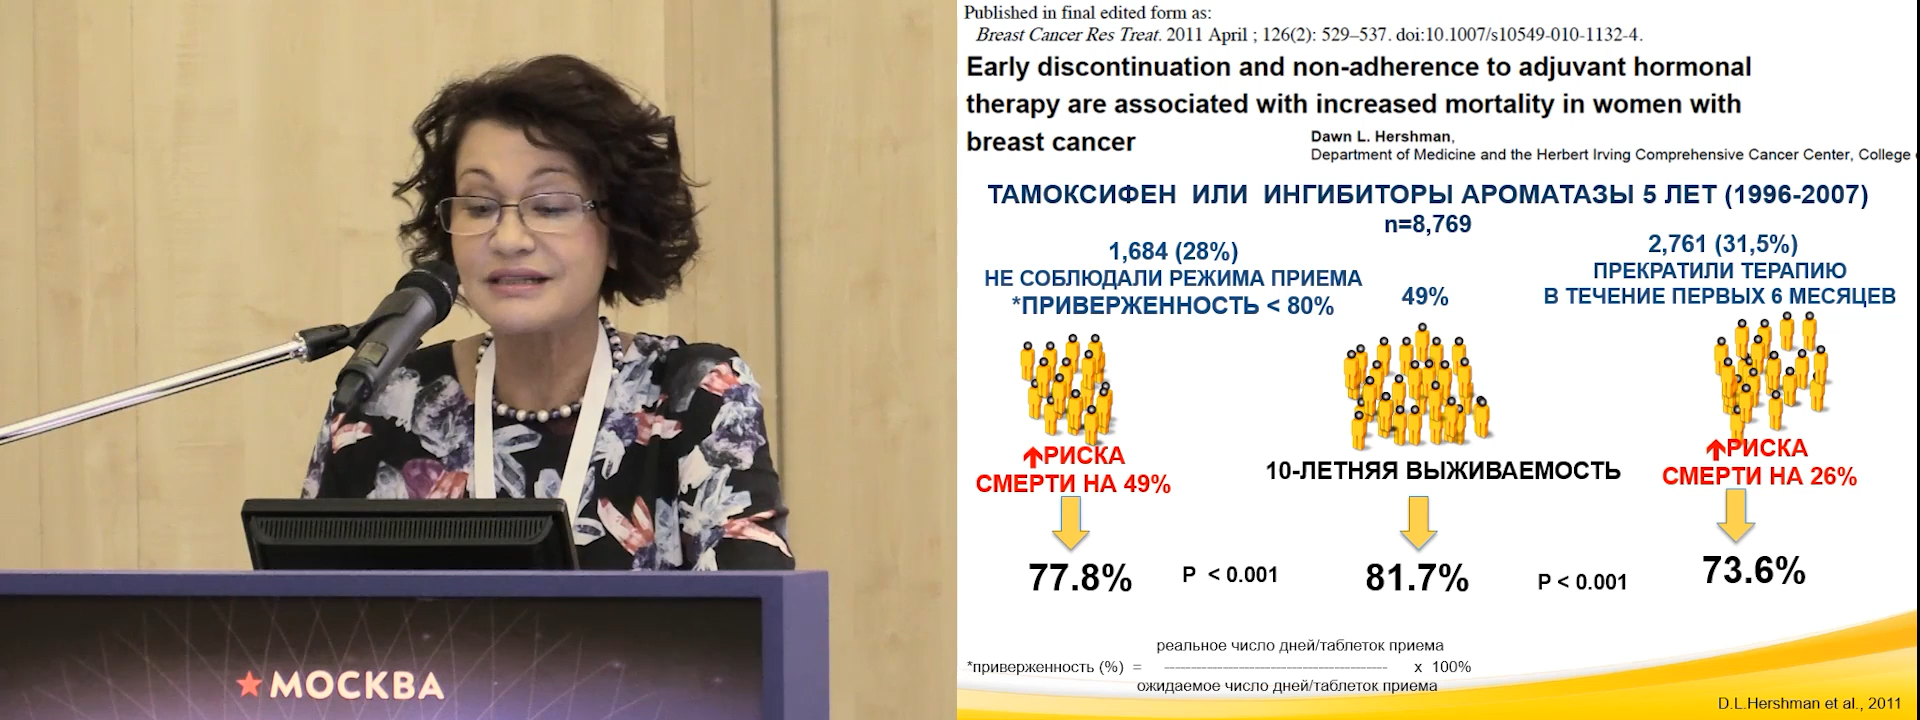 Published in final edited form as:
Breast Cancer Res Treat. 2011 April ; 126(2): 529–537. doi:10.1007/s10549-010-1132-4.
Early discontinuation and non-adherence to adjuvant hormonal
therapy are associated with increased mortality in women with
breast cancer
Dawn L. Hershman,
Department of Medicine and the Herbert Irving Comprehensive Cancer Center, College
ТАМОКСИФЕН ИЛИ ИНГИБИТОРЫ АРОМАТАЗЫ 5 ЛЕТ (1996-2007)
n=8,769
1,684 (28%)
НЕ СОБЛЮДАЛИ РЕЖИМА ПРИЕМА
*ПРИВЕРЖЕННОСТЬ < 80%
49%
2,761 (31,5%)
ПРЕКРАТИЛИ ТЕРАПИЮ
В ТЕЧЕНИЕ ПЕРВЫХ 6 МЕСЯЦЕВ
↑РИСКА
СМЕРТИ НА 49%
10-ЛЕТНЯЯ ВЫЖИВАЕМОСТЬ
↑РИСКА
СМЕРТИ НА 26%
77.8%
P < 0.001
81.7%
P < 0.001
73.6%
реальное число дней/таблеток приема
*приверженность (%) = ---------------------------------------- x 100%
ожидаемое число дней/таблеток приема
D.L.Hershman et al., 2011
МОСКВА